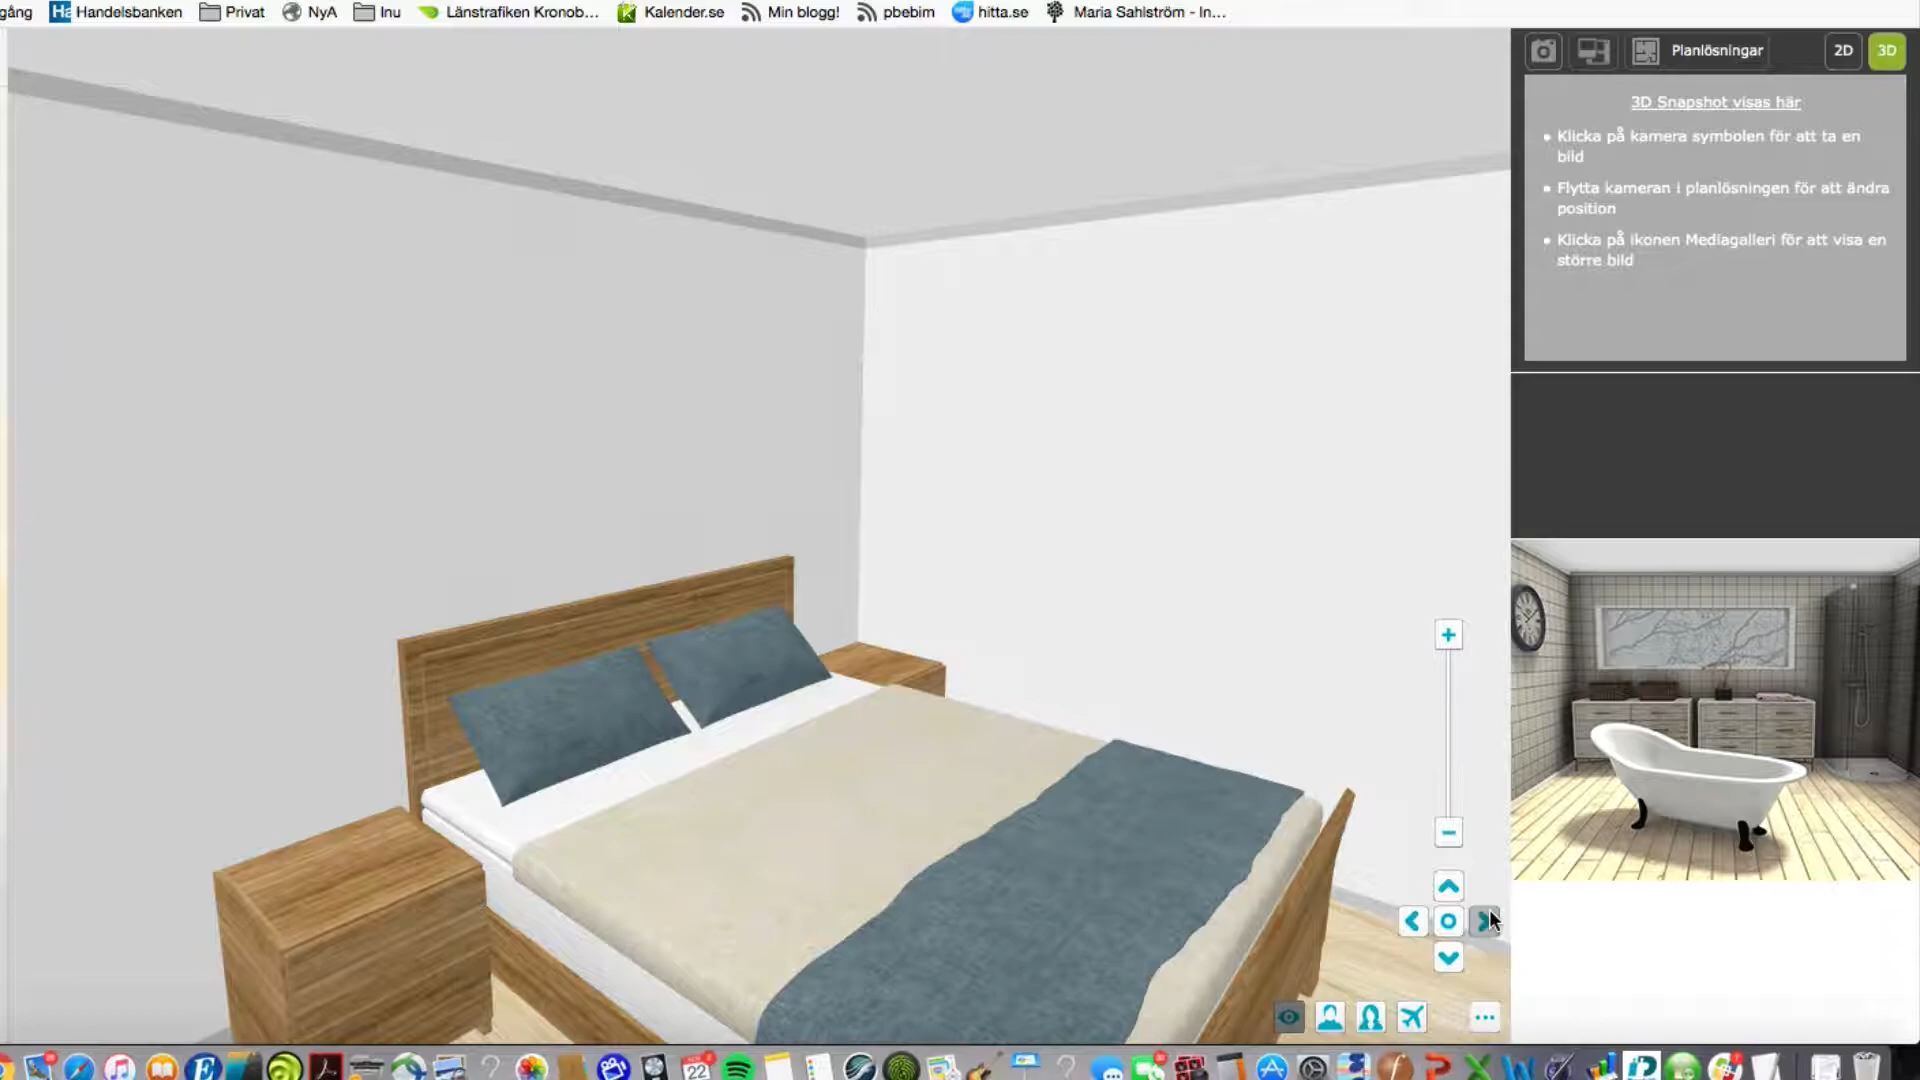 gång Handelsbanken Privat NyA Inu Länstrafiken Kronob... Kalender.se Min blogg! pbebim hitta.se Maria Sahlström - In...
Planlösningar 2D 3D
3D Snapshot visas här
• Klicka på kamera symbolen för att ta en
bild
• Flytta kameran i planlösningen för att ändra
position
• Klicka på ikonen Mediagalleri för att visa en
större bild
22